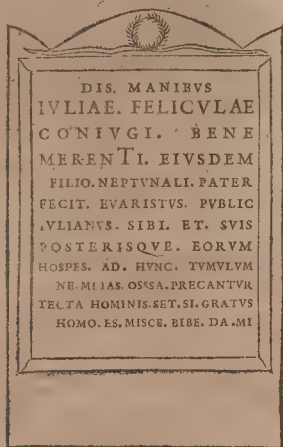 DIS. MANIBVS
IVLIAE. FELICVLAE
CONIVGI. BENE
MERENTI. EIVSDEM
FILIO. NEPTVNALI. PATER
FECIT. EVARISTVS. PVBLIC
IVLIANVS. SIBI. ET. SVIS
POSTERISQVE. EORVM
HOSPES. AD. HVNC. TVMVLVM
NE. MEIAS. OSSSA. PRECANTVR
TECTA HOMINIS. SET. SI. GRATVS
HOMO. ES. MISCE. BIBE. DA. MI